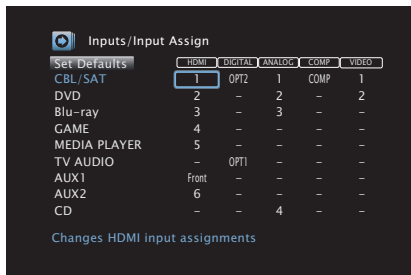 Inputs/Input Assign
Set Defaults HDMI DIGITAL ANALOG COMP VIDEO
CBL/SAT 1 OPT2 1 COMP 1
DVD 2 – 2 – 2
Blu-ray 3 – 3 – –
GAME 4 – – – –
MEDIA PLAYER 5 – – – –
TV AUDIO – OPT1 – – –
AUX1 Front – – – –
AUX2 6 – – – –
CD – – 4 – –
Changes HDMI input assignments